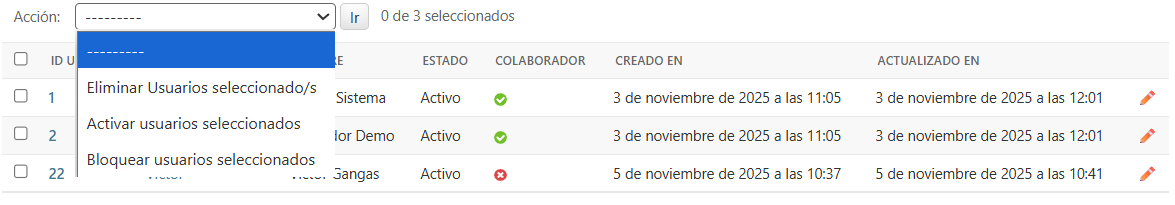 Acción: --------- Ir 0 de 3 seleccionados
---------
Eliminar Usuarios seleccionado/s
Activar usuarios seleccionados
Bloquear usuarios seleccionados
ID ESTADO COLABORADOR CREADO EN ACTUALIZADO EN
1 Sistema Activo 3 de noviembre de 2025 a las 11:05 3 de noviembre de 2025 a las 12:01
2 Demo Activo 3 de noviembre de 2025 a las 11:05 3 de noviembre de 2025 a las 12:01
22 Gangas Activo 5 de noviembre de 2025 a las 10:37 5 de noviembre de 2025 a las 10:41